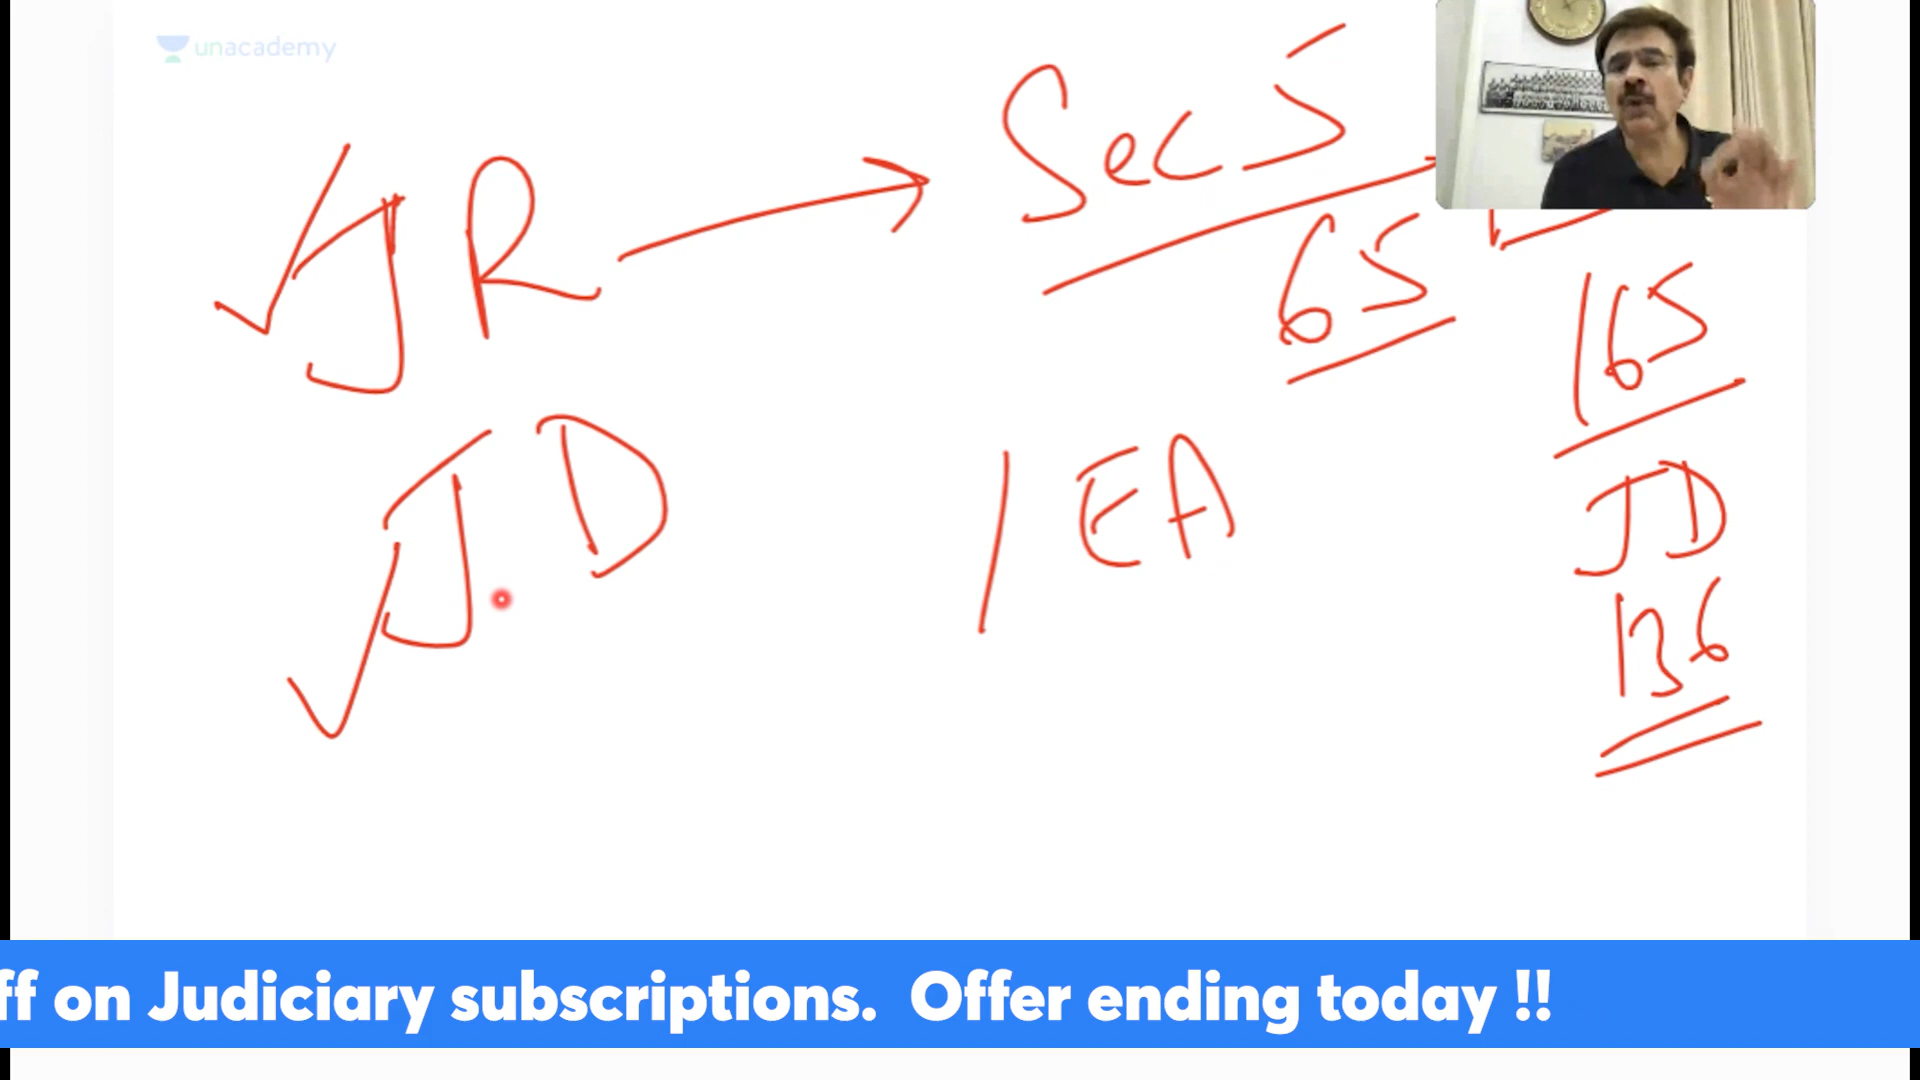 unacademy
JR → Sec 5
65
165
JD
IEA
JD
136
ff on Judiciary subscriptions. Offer ending today !!